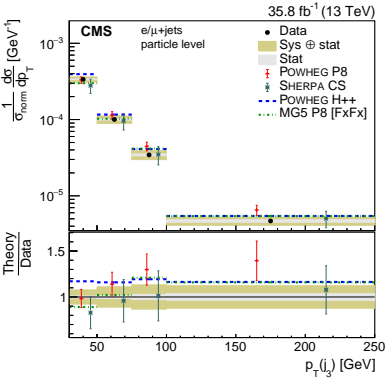 35.8 fb⁻¹ (13 TeV)
CMS
e/μ+jets
particle level
Data
Sys ⊕ stat
Stat
POWHEG P8
SHERPA CS
POWHEG H++
MG5 P8 [FxFx]
1/σnorm dσ/dpT [GeV⁻¹]
10⁻³
10⁻⁴
10⁻⁵
Theory
Data
1.5
1
50 100 150 200 250
pT(j3) [GeV]